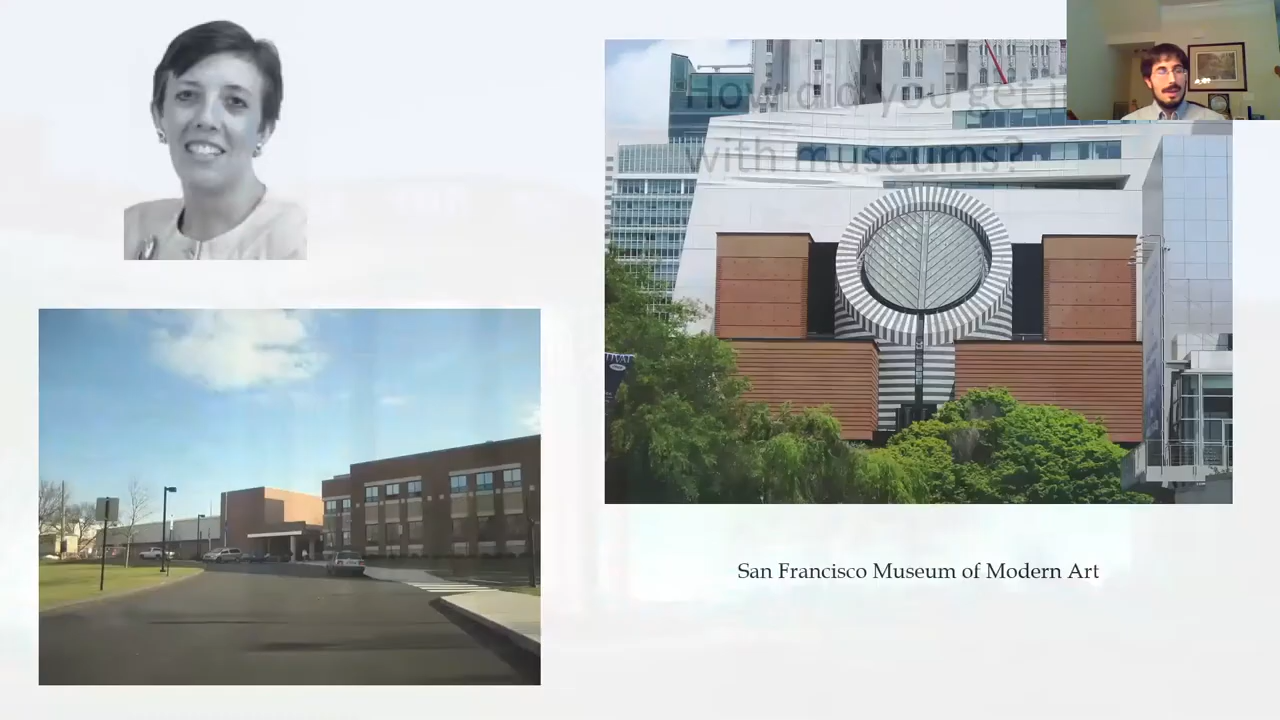 How did you get i
with museums?
San Francisco Museum of Modern Art